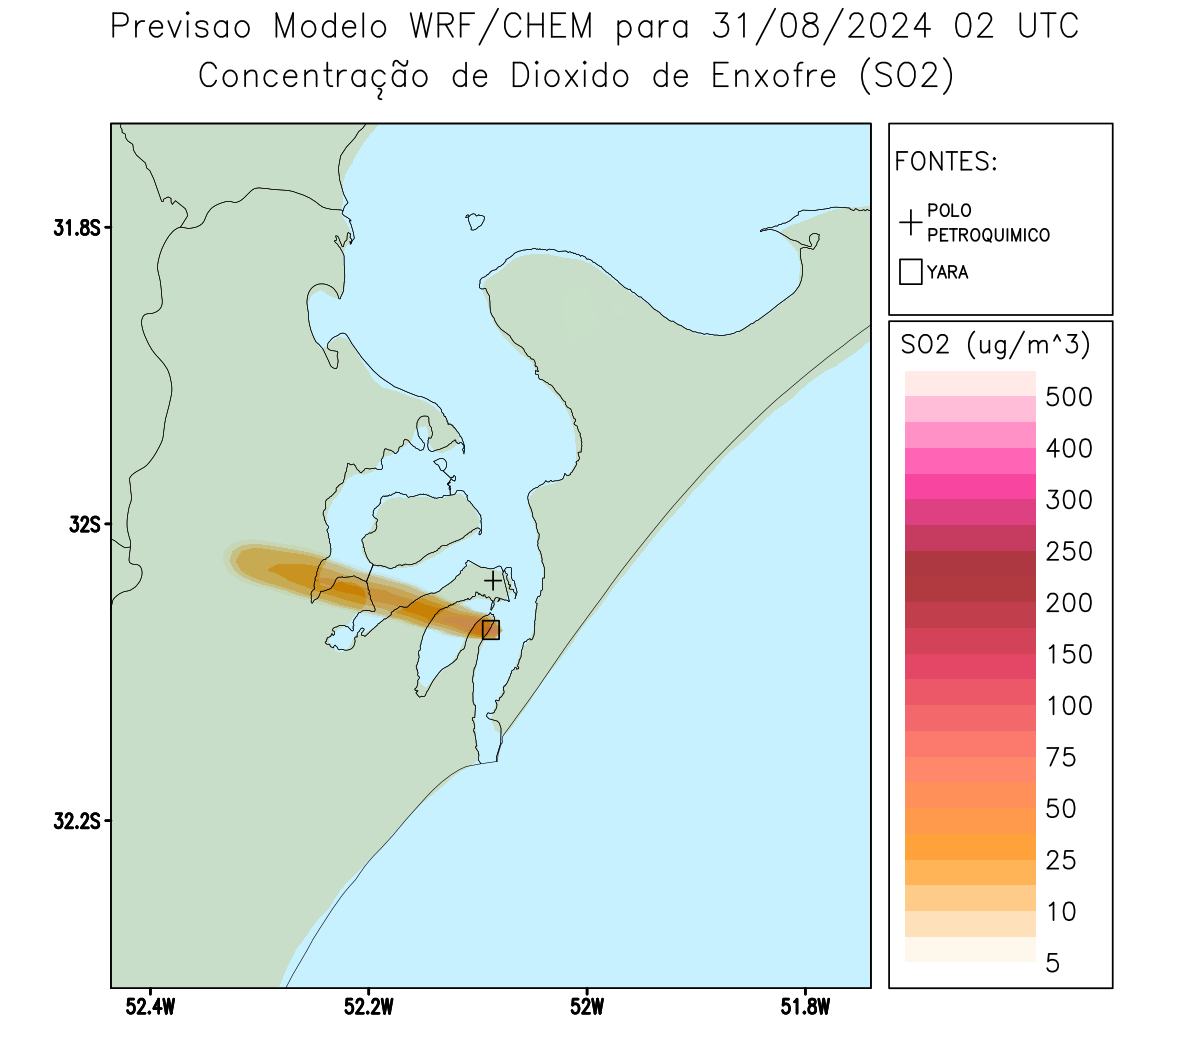 Previsao Modelo WRF/CHEM para 31/08/2024 02 UTC
Concentração de Dioxido de Enxofre (SO2)
FONTES:
POLO
PETROQUIMICO
YARA
31.8S
32S
32.2S
52.4W
52.2W
52W
51.8W
SO2 (ug/m^3)
500
400
300
250
200
150
100
75
50
25
10
5